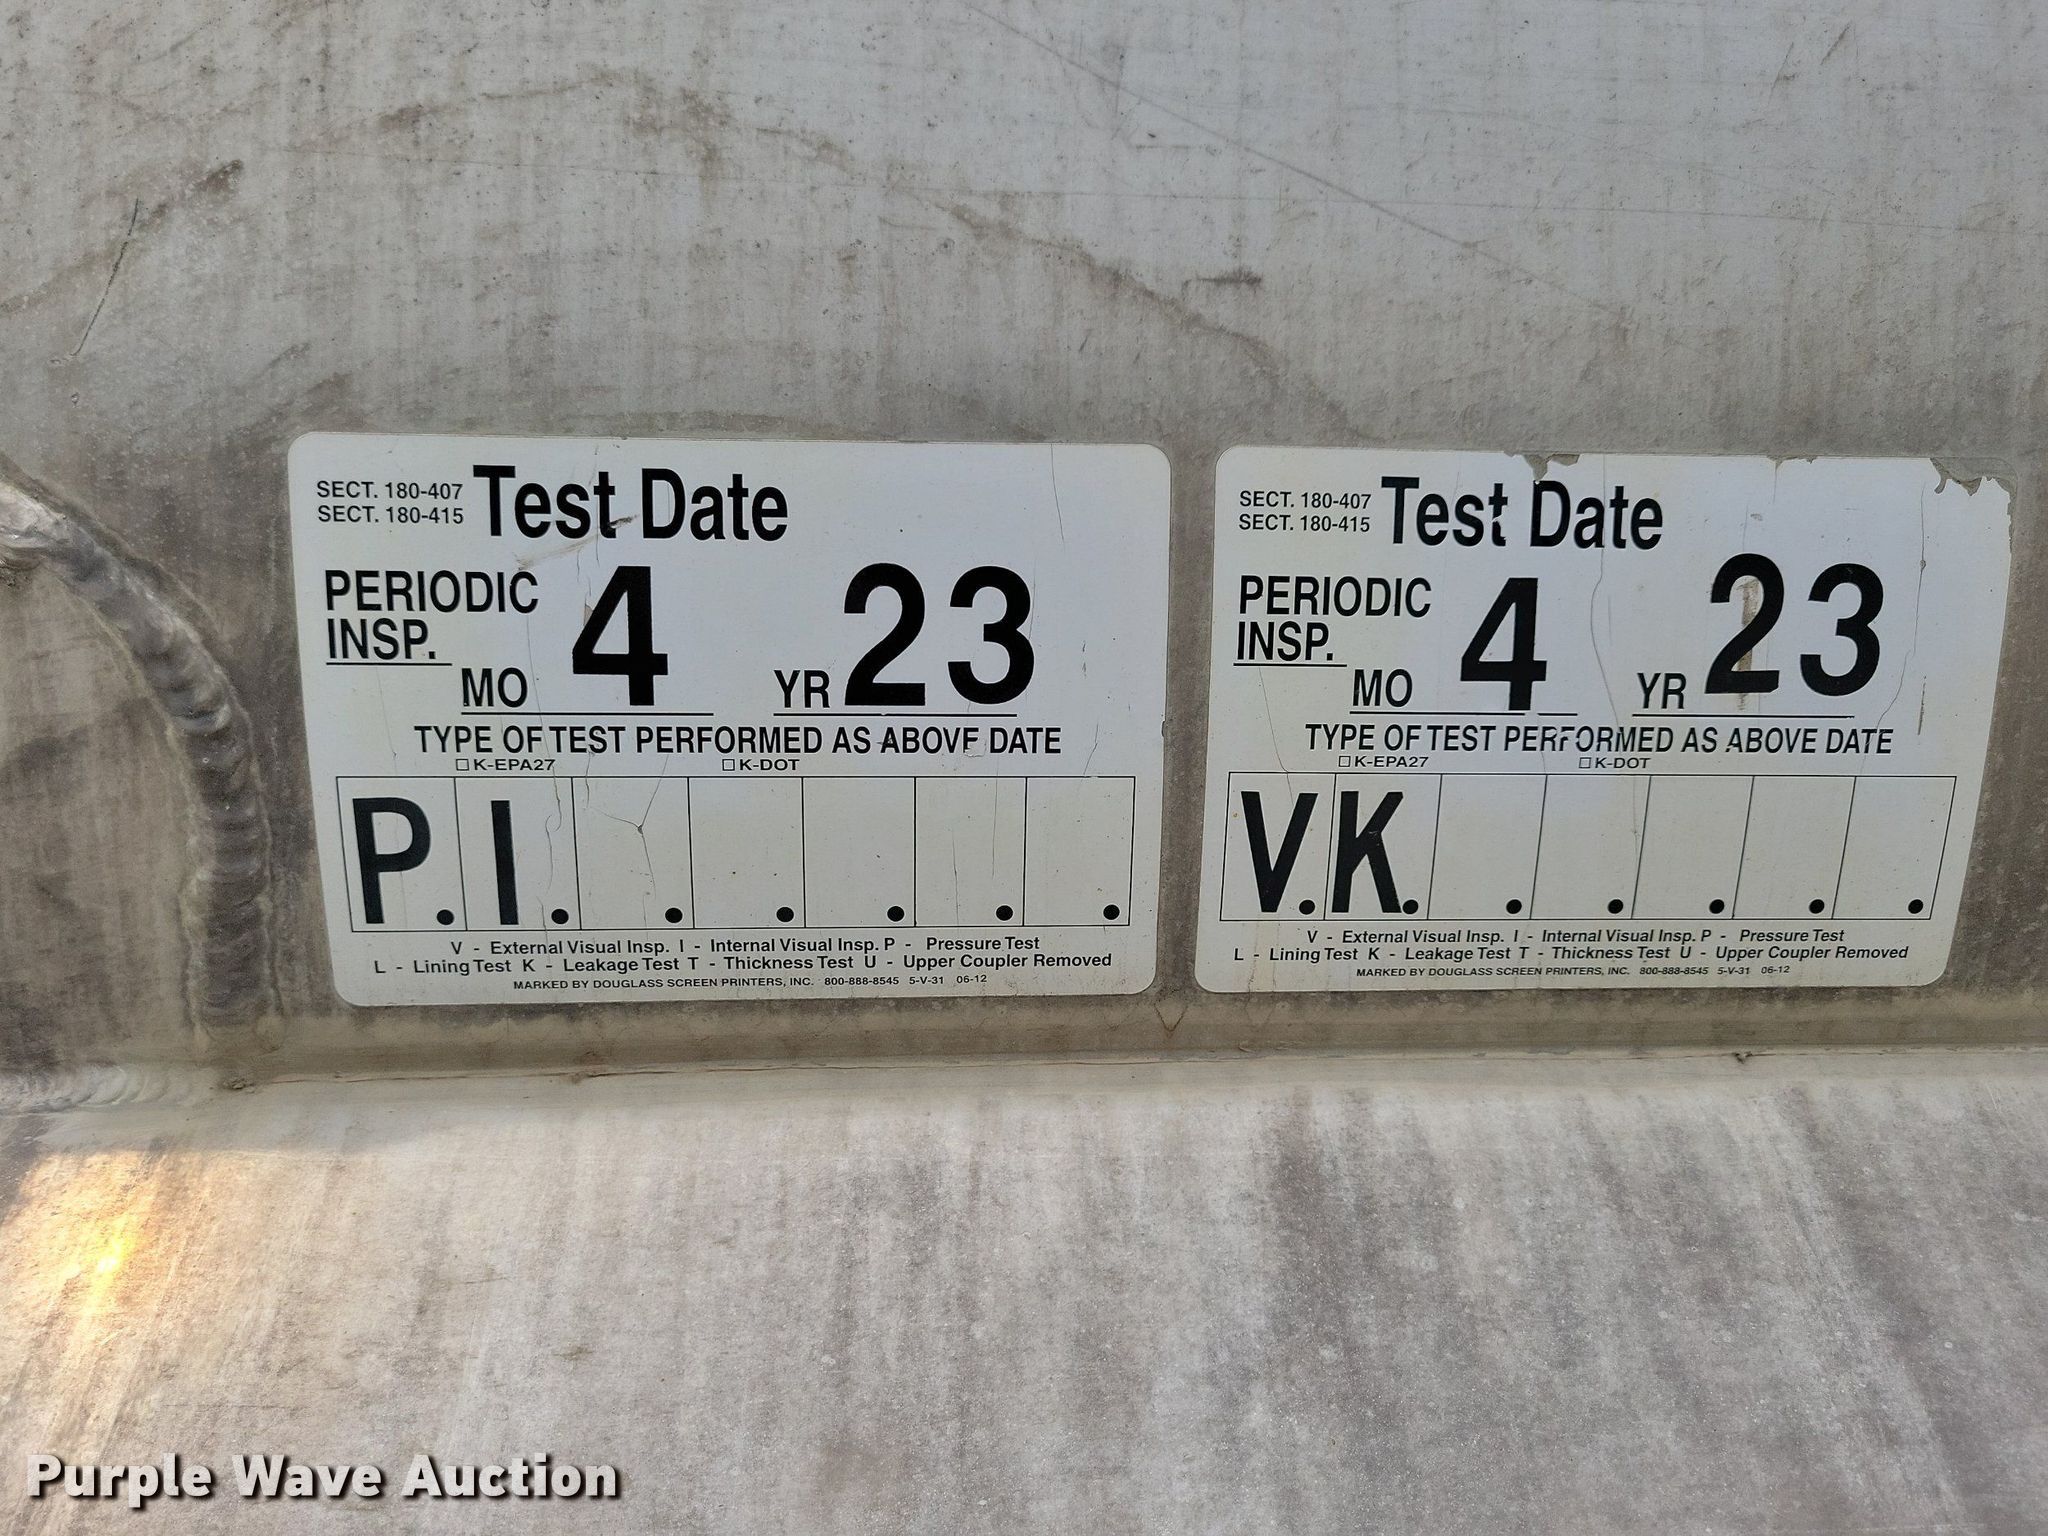 SECT. 180-407
SECT. 180-415
Test Date
PERIODIC
INSP.
MO 4 YR 23
TYPE OF TEST PERFORMED AS ABOVE DATE
K-EPA27 K-DOT
P. I. . . . . .
V - External Visual Insp. I - Internal Visual Insp. P - Pressure Test
L - Lining Test K - Leakage Test T - Thickness Test U - Upper Coupler Removed
MARKED BY DOUGLASS SCREEN PRINTERS, INC. 800-888-8545 5-V-31 06-12
SECT. 180-407
SECT. 180-415
Test Date
PERIODIC
INSP.
MO 4 YR 23
TYPE OF TEST PERFORMED AS ABOVE DATE
K-EPA27 K-DOT
V. K. . . . . .
V - External Visual Insp. I - Internal Visual Insp. P - Pressure Test
L - Lining Test K - Leakage Test T - Thickness Test U - Upper Coupler Removed
MARKED BY DOUGLASS SCREEN PRINTERS, INC. 800-888-8545 5-V-31 06-12
Purple Wave Auction